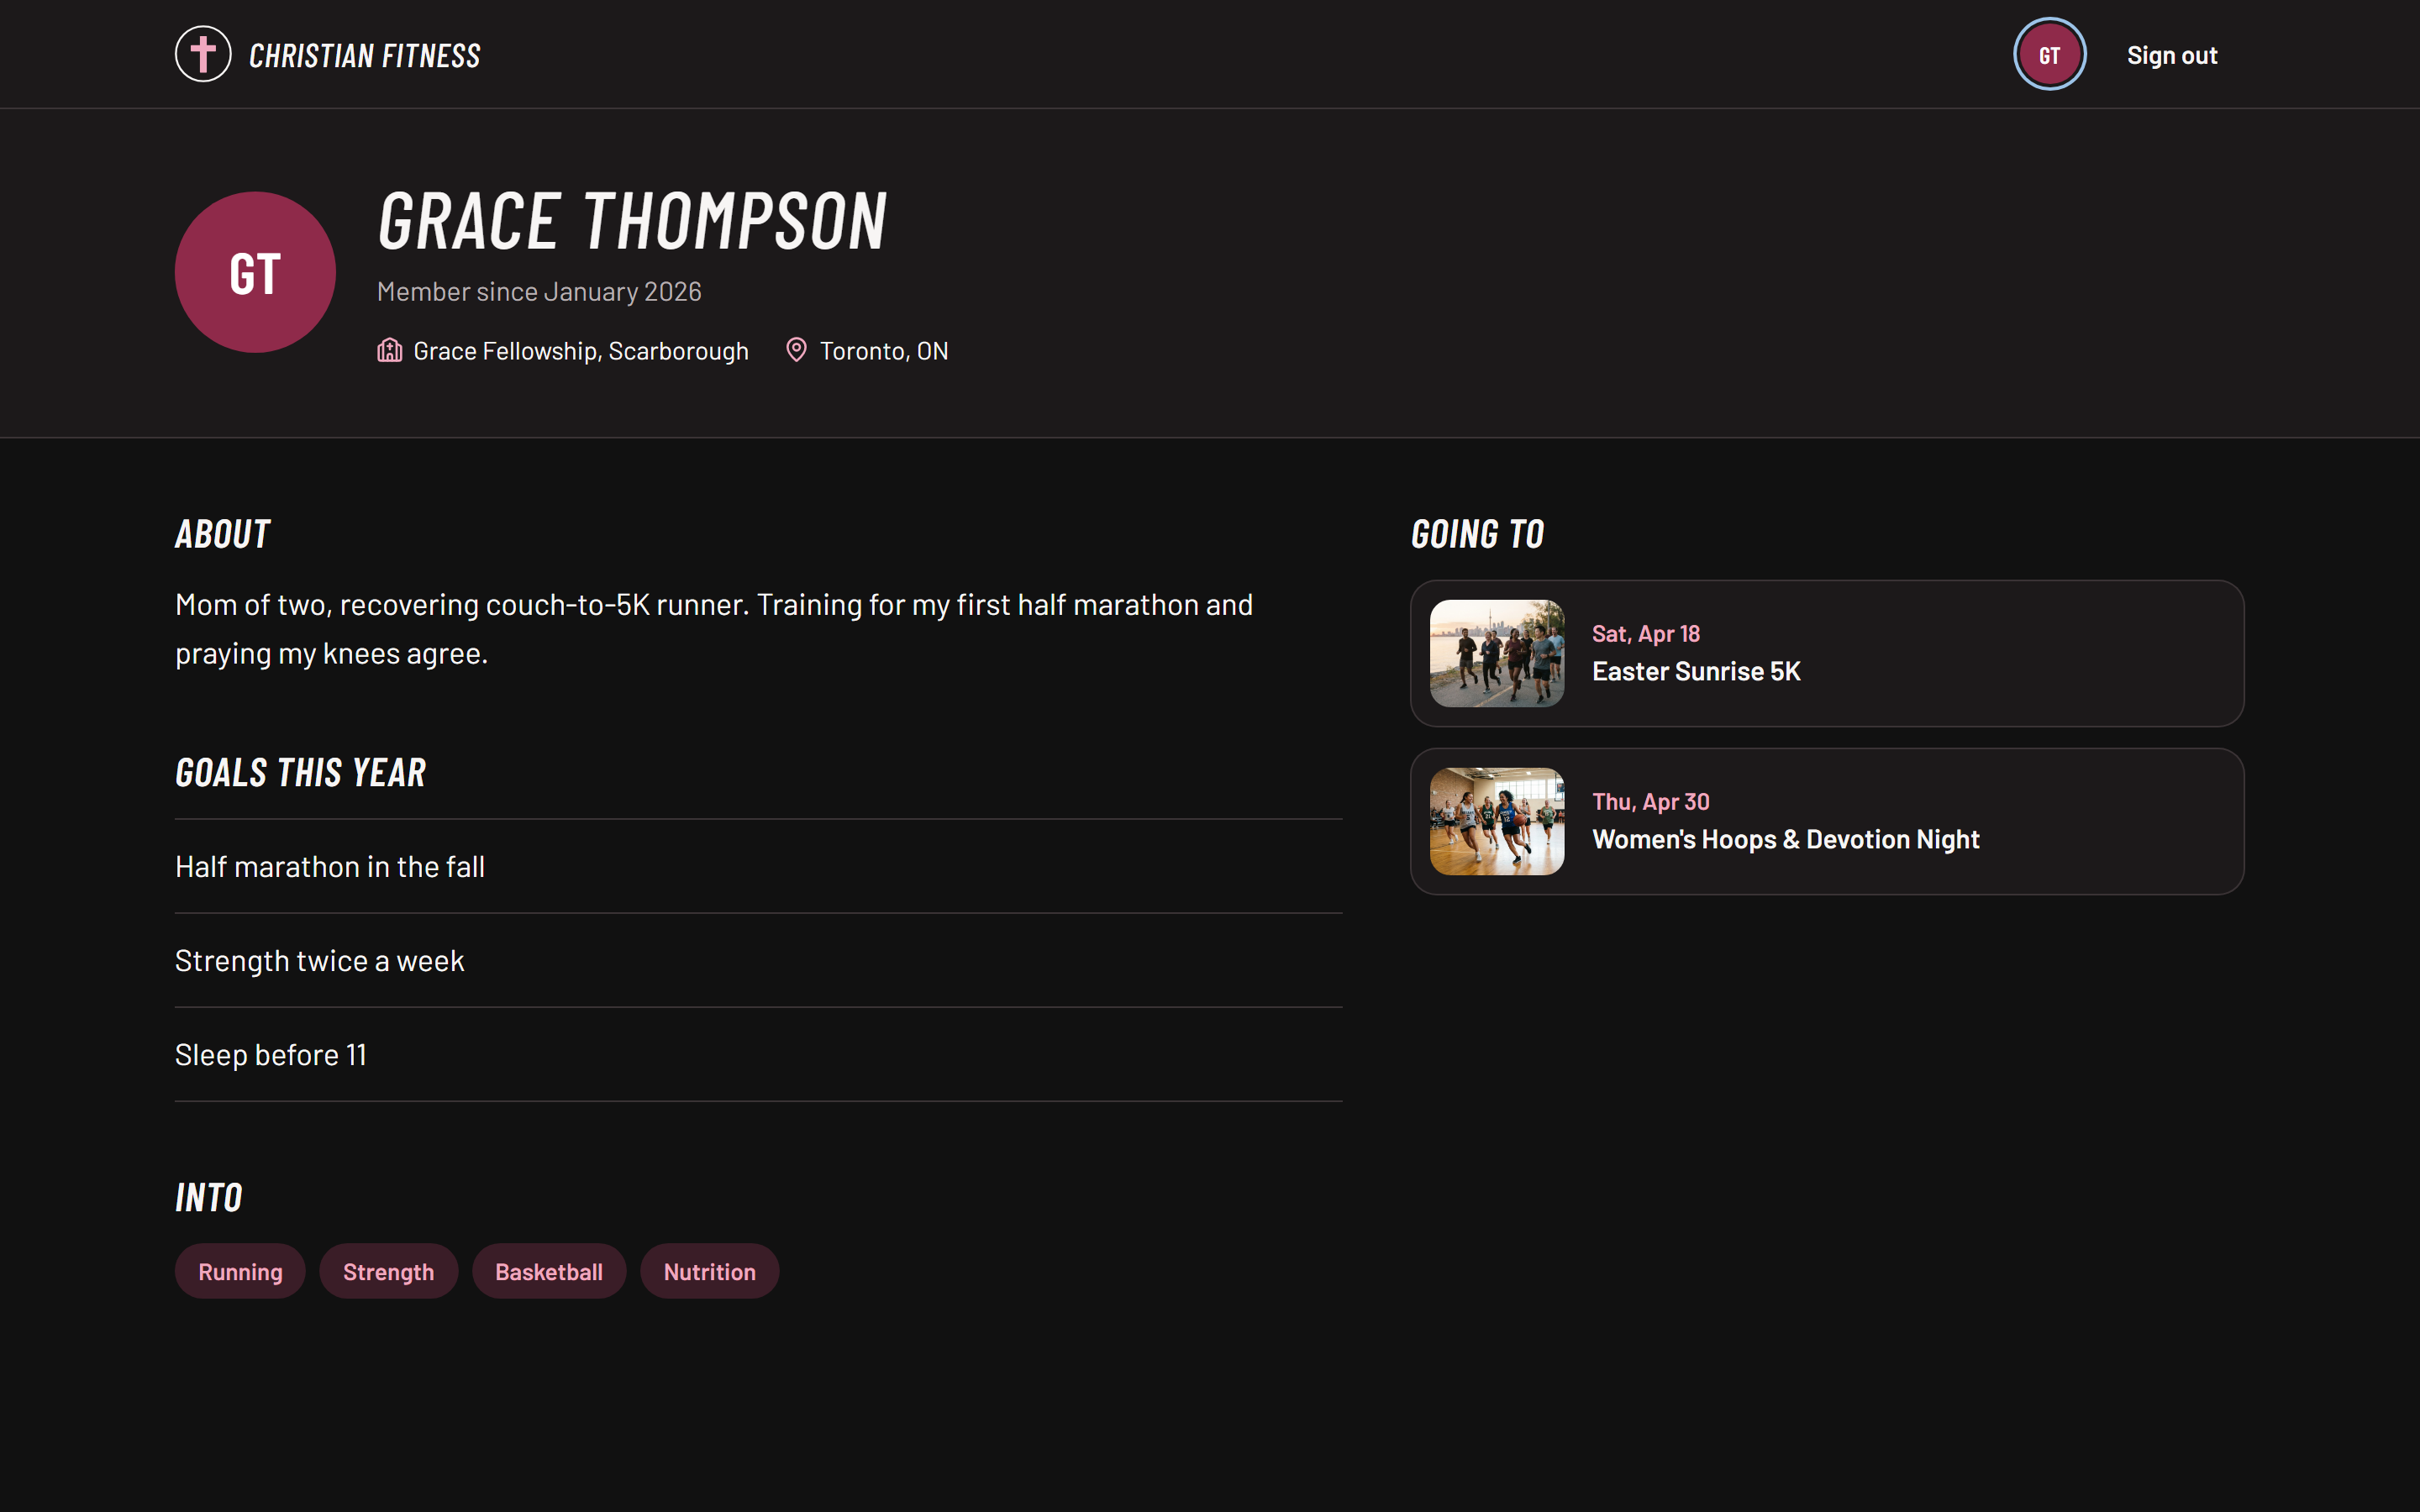 CHRISTIAN FITNESS
GT
Sign out
GT
GRACE THOMPSON
Member since January 2026
Grace Fellowship, Scarborough
Toronto, ON
ABOUT
Mom of two, recovering couch-to-5K runner. Training for my first half marathon and
praying my knees agree.
GOALS THIS YEAR
Half marathon in the fall
Strength twice a week
Sleep before 11
INTO
Running
Strength
Basketball
Nutrition
GOING TO
Sat, Apr 18
Easter Sunrise 5K
Thu, Apr 30
Women's Hoops & Devotion Night